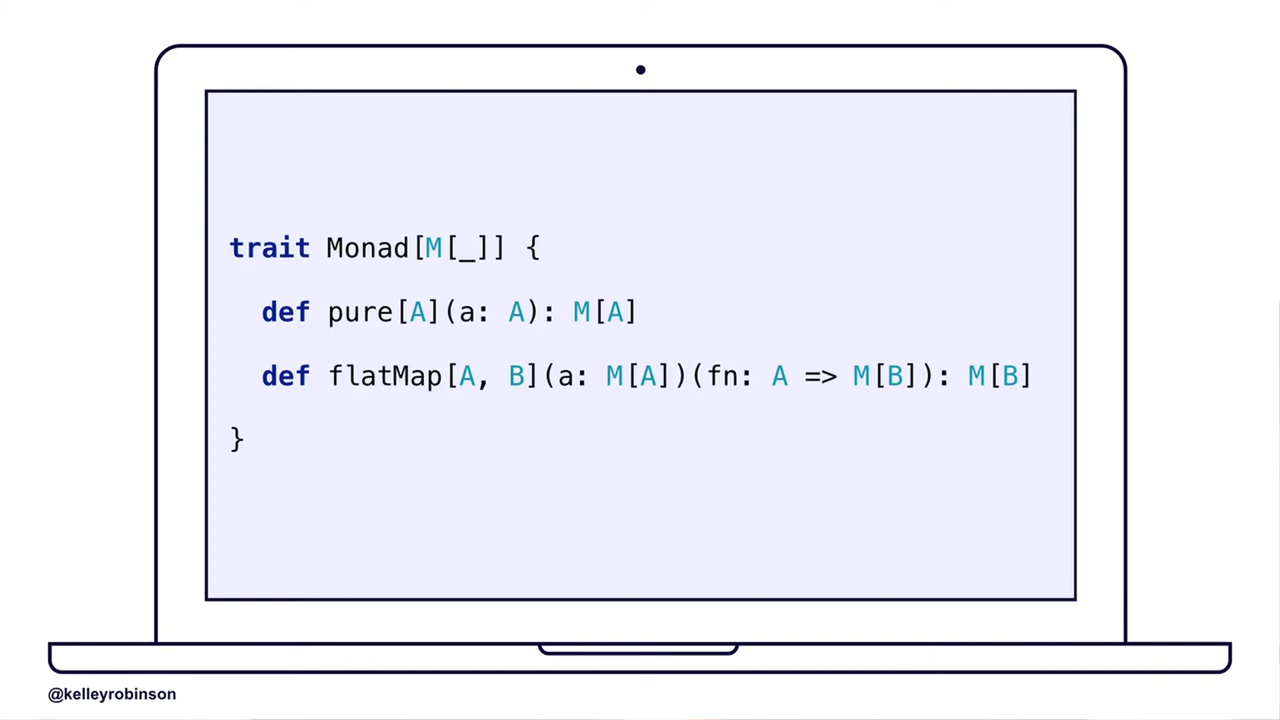 trait Monad[M[_]] {
def pure[A](a: A): M[A]
def flatMap[A, B](a: M[A])(fn: A => M[B]): M[B]
}
@kelleyrobinson